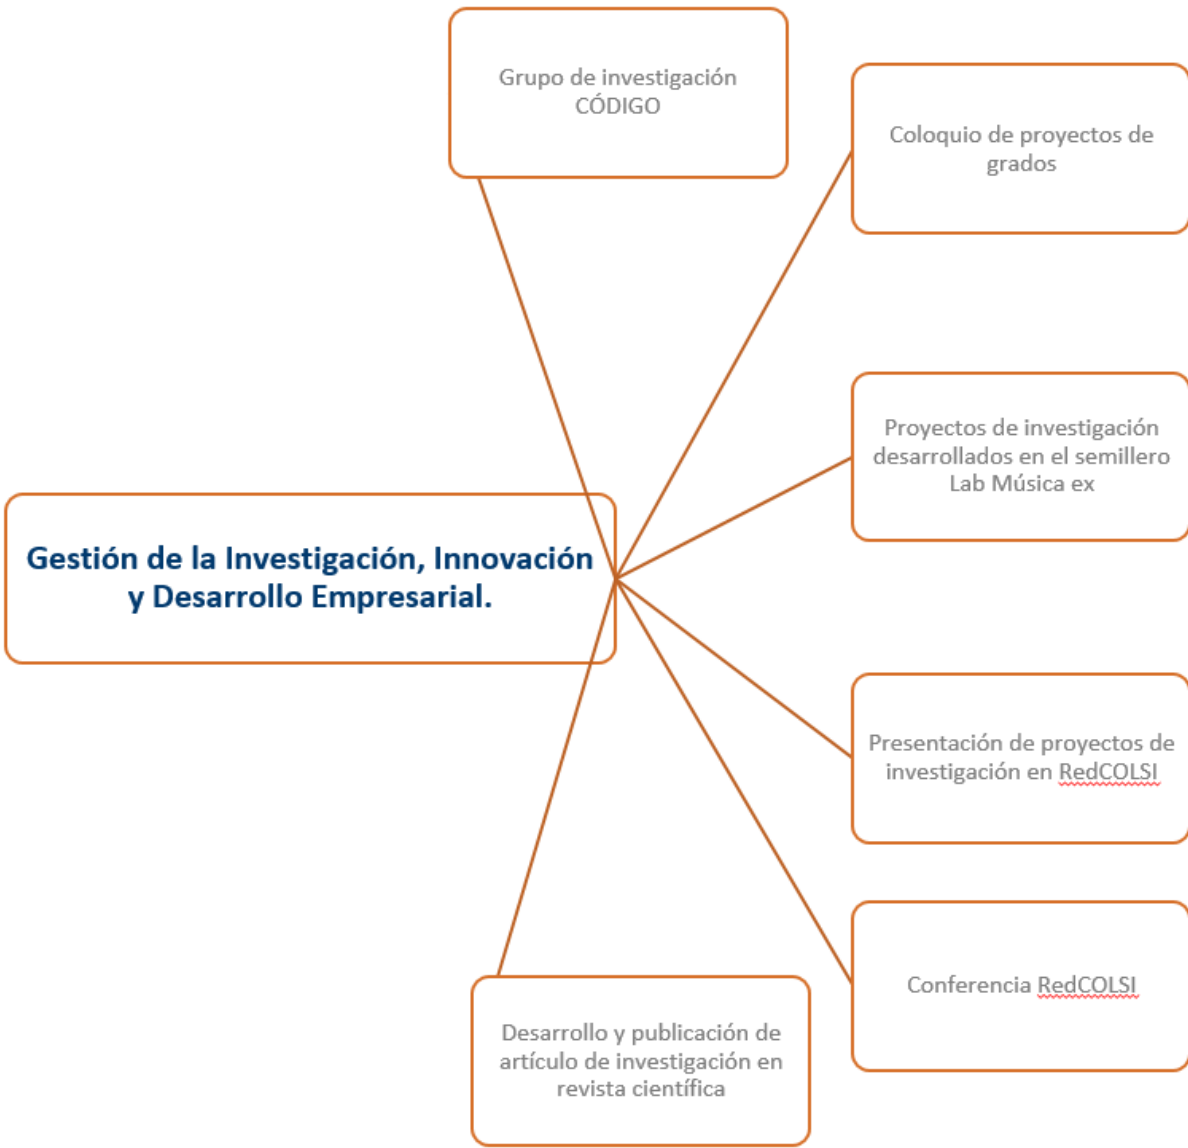 Grupo de investigación
CÓDIGO
Coloquio de proyectos de
grados
Proyectos de investigación
desarrollados en el semillero
Lab Música ex
Gestión de la Investigación, Innovación
y Desarrollo Empresarial.
Presentación de proyectos de
investigación en RedCOLSI
Conferencia RedCOLSI
Desarrollo y publicación de
artículo de investigación en
revista científica